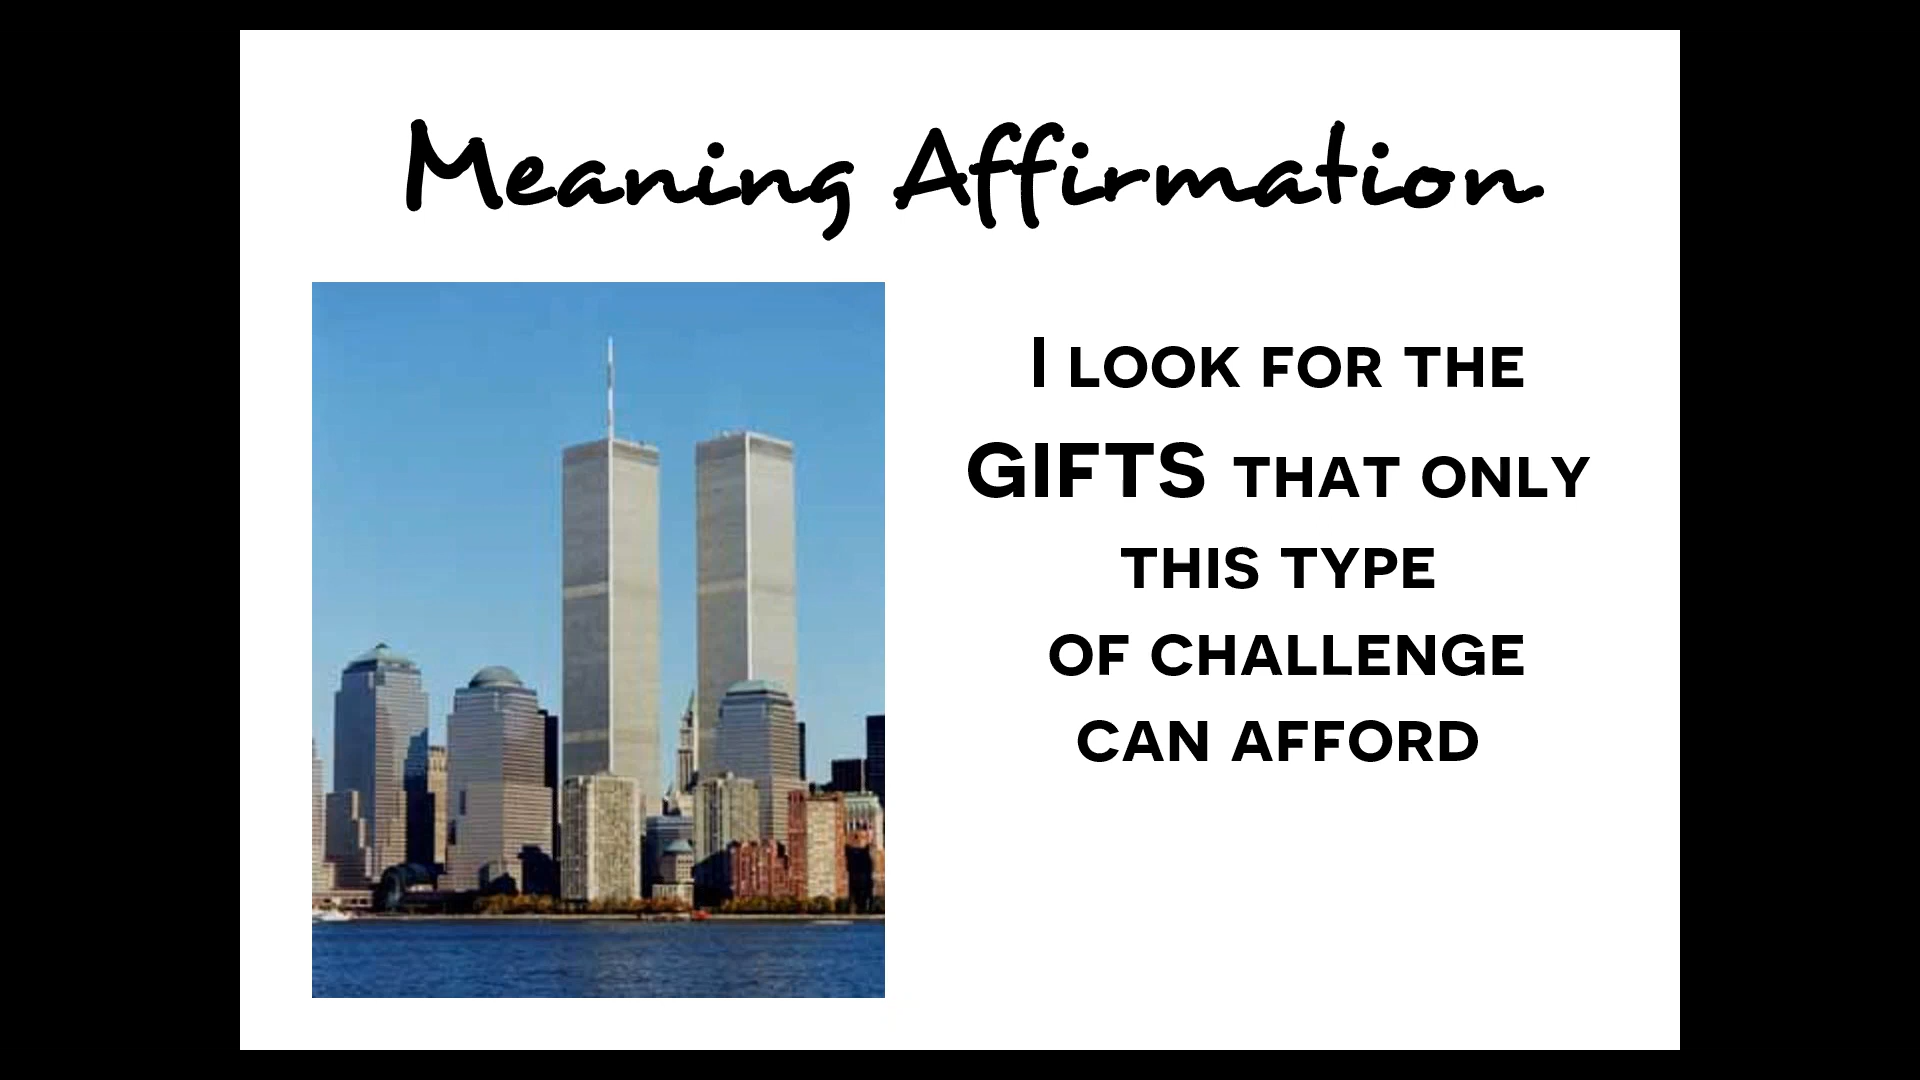 Meaning Affirmation
I LOOK FOR THE
GIFTS THAT ONLY
THIS TYPE
OF CHALLENGE
CAN AFFORD